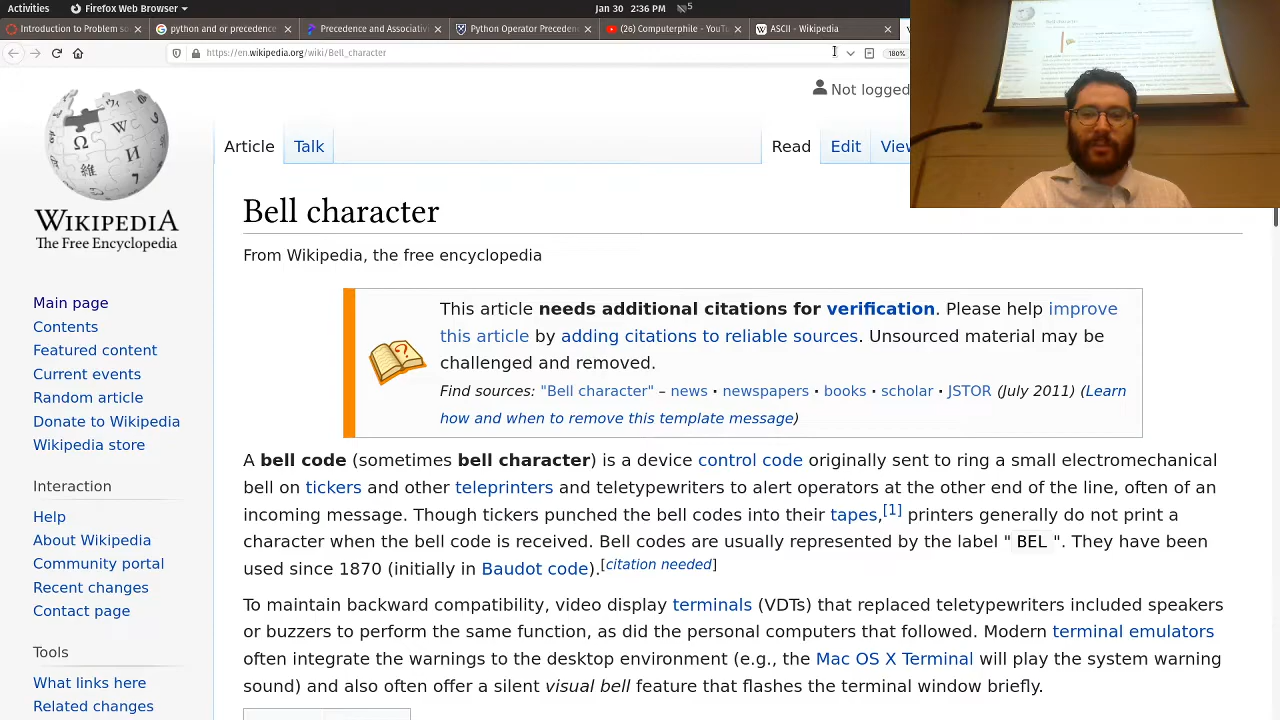 Activities Firefox Web Browser Jan 30 2:36 PM
Introduction to Problem s python and or
(5) Computerphile - YouTu
https://en.wikipedia.org/wiki/Bell_chara 180%
Not logged
Article Talk Read Edit View
WIKIPEDIA
The Free Encyclopedia
Main page
Contents
Featured content
Current events
Random article
Donate to Wikipedia
Wikipedia store
Interaction
Help
About Wikipedia
Community portal
Recent changes
Contact page
Tools
What links here
Related changes
Bell character
From Wikipedia, the free encyclopedia
This article needs additional citations for verification. Please help improve
this article by adding citations to reliable sources. Unsourced material may be
challenged and removed.
Find sources: "Bell character" – news · newspapers · books · scholar · JSTOR (July 2011) (Learn
how and when to remove this template message)
A bell code (sometimes bell character) is a device control code originally sent to ring a small electromechanical
bell on tickers and other teleprinters and teletypewriters to alert operators at the other end of the line, often of an
incoming message. Though tickers punched the bell codes into their tapes,[1] printers generally do not print a
character when the bell code is received. Bell codes are usually represented by the label "BEL". They have been
used since 1870 (initially in Baudot code).[citation needed]
To maintain backward compatibility, video display terminals (VDTs) that replaced teletypewriters included speakers
or buzzers to perform the same function, as did the personal computers that followed. Modern terminal emulators
often integrate the warnings to the desktop environment (e.g., the Mac OS X Terminal will play the system warning
sound) and also often offer a silent visual bell feature that flashes the terminal window briefly.